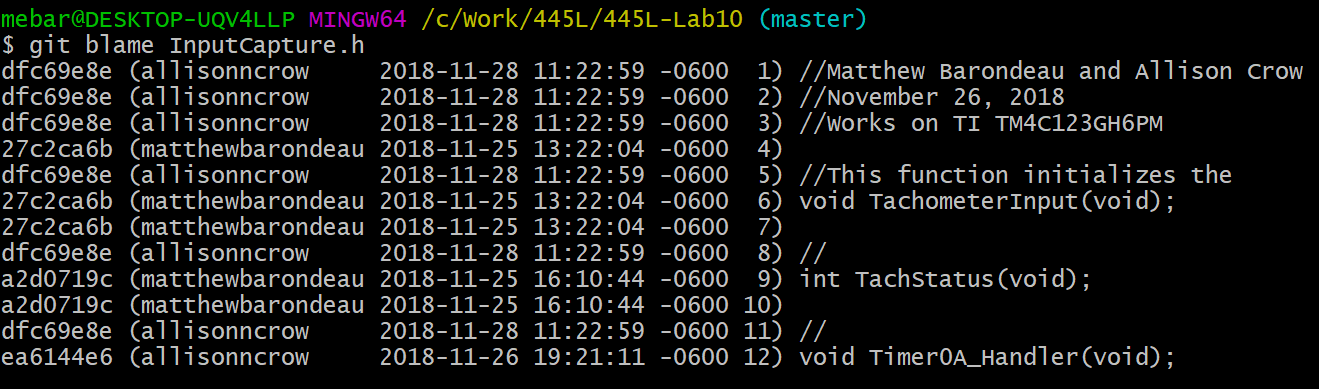 mebar@DESKTOP-UQV4LLP MINGW64 /c/Work/445L/445L-Lab10 (master)
$ git blame InputCapture.h
dfc69e8e (allisonncrow     2018-11-28 11:22:59 -0600  1) //Matthew Barondeau and Allison Crow
dfc69e8e (allisonncrow     2018-11-28 11:22:59 -0600  2) //November 26, 2018
dfc69e8e (allisonncrow     2018-11-28 11:22:59 -0600  3) //Works on TI TM4C123GH6PM
27c2ca6b (matthewbarondeau 2018-11-25 13:22:04 -0600  4)
dfc69e8e (allisonncrow     2018-11-28 11:22:59 -0600  5) //This function initializes the
27c2ca6b (matthewbarondeau 2018-11-25 13:22:04 -0600  6) void TachometerInput(void);
27c2ca6b (matthewbarondeau 2018-11-25 13:22:04 -0600  7)
dfc69e8e (allisonncrow     2018-11-28 11:22:59 -0600  8) //
a2d0719c (matthewbarondeau 2018-11-25 16:10:44 -0600  9) int TachStatus(void);
a2d0719c (matthewbarondeau 2018-11-25 16:10:44 -0600 10)
dfc69e8e (allisonncrow     2018-11-28 11:22:59 -0600 11) //
ea6144e6 (allisonncrow     2018-11-26 19:21:11 -0600 12) void Timer0A_Handler(void);